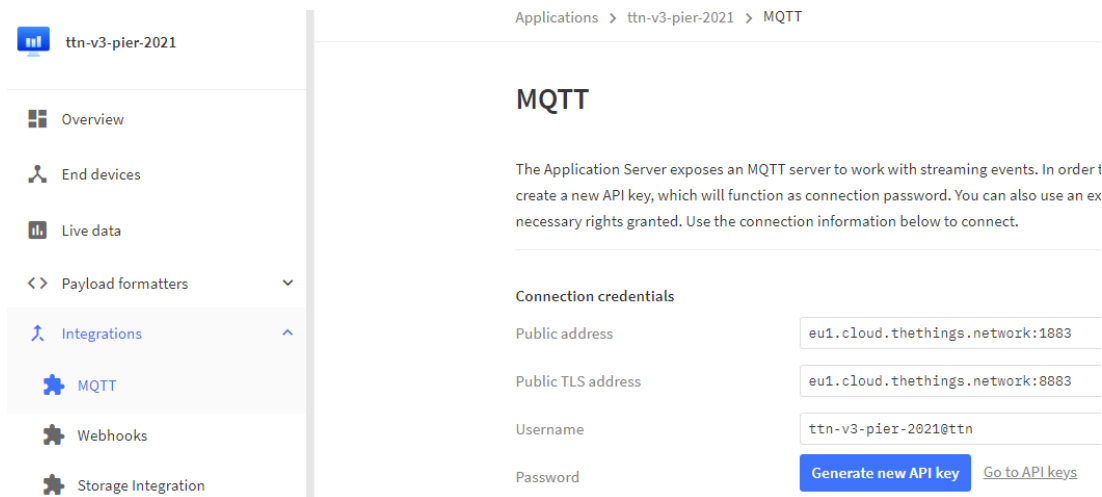 ttn-v3-pier-2021
Overview
End devices
Live data
Payload formatters
Integrations
MQTT
Webhooks
Storage Integration
Applications > ttn-v3-pier-2021 > MQTT
MQTT
The Application Server exposes an MQTT server to work with streaming events. In order
create a new API key, which will function as connection password. You can also use an
necessary rights granted. Use the connection information below to connect.
Connection credentials
Public address eu1.cloud.thethings.network:1883
Public TLS address eu1.cloud.thethings.network:8883
Username ttn-v3-pier-2021@ttn
Password Generate new API key Go to API keys